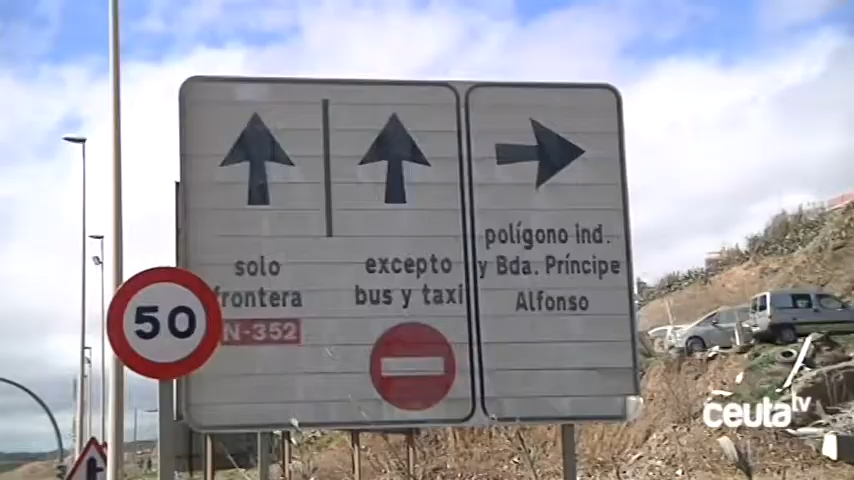 solo
frontera
N-352
excepto
bus y taxi
polígono ind.
y Bda. Príncipe
Alfonso
50
ceuta tv